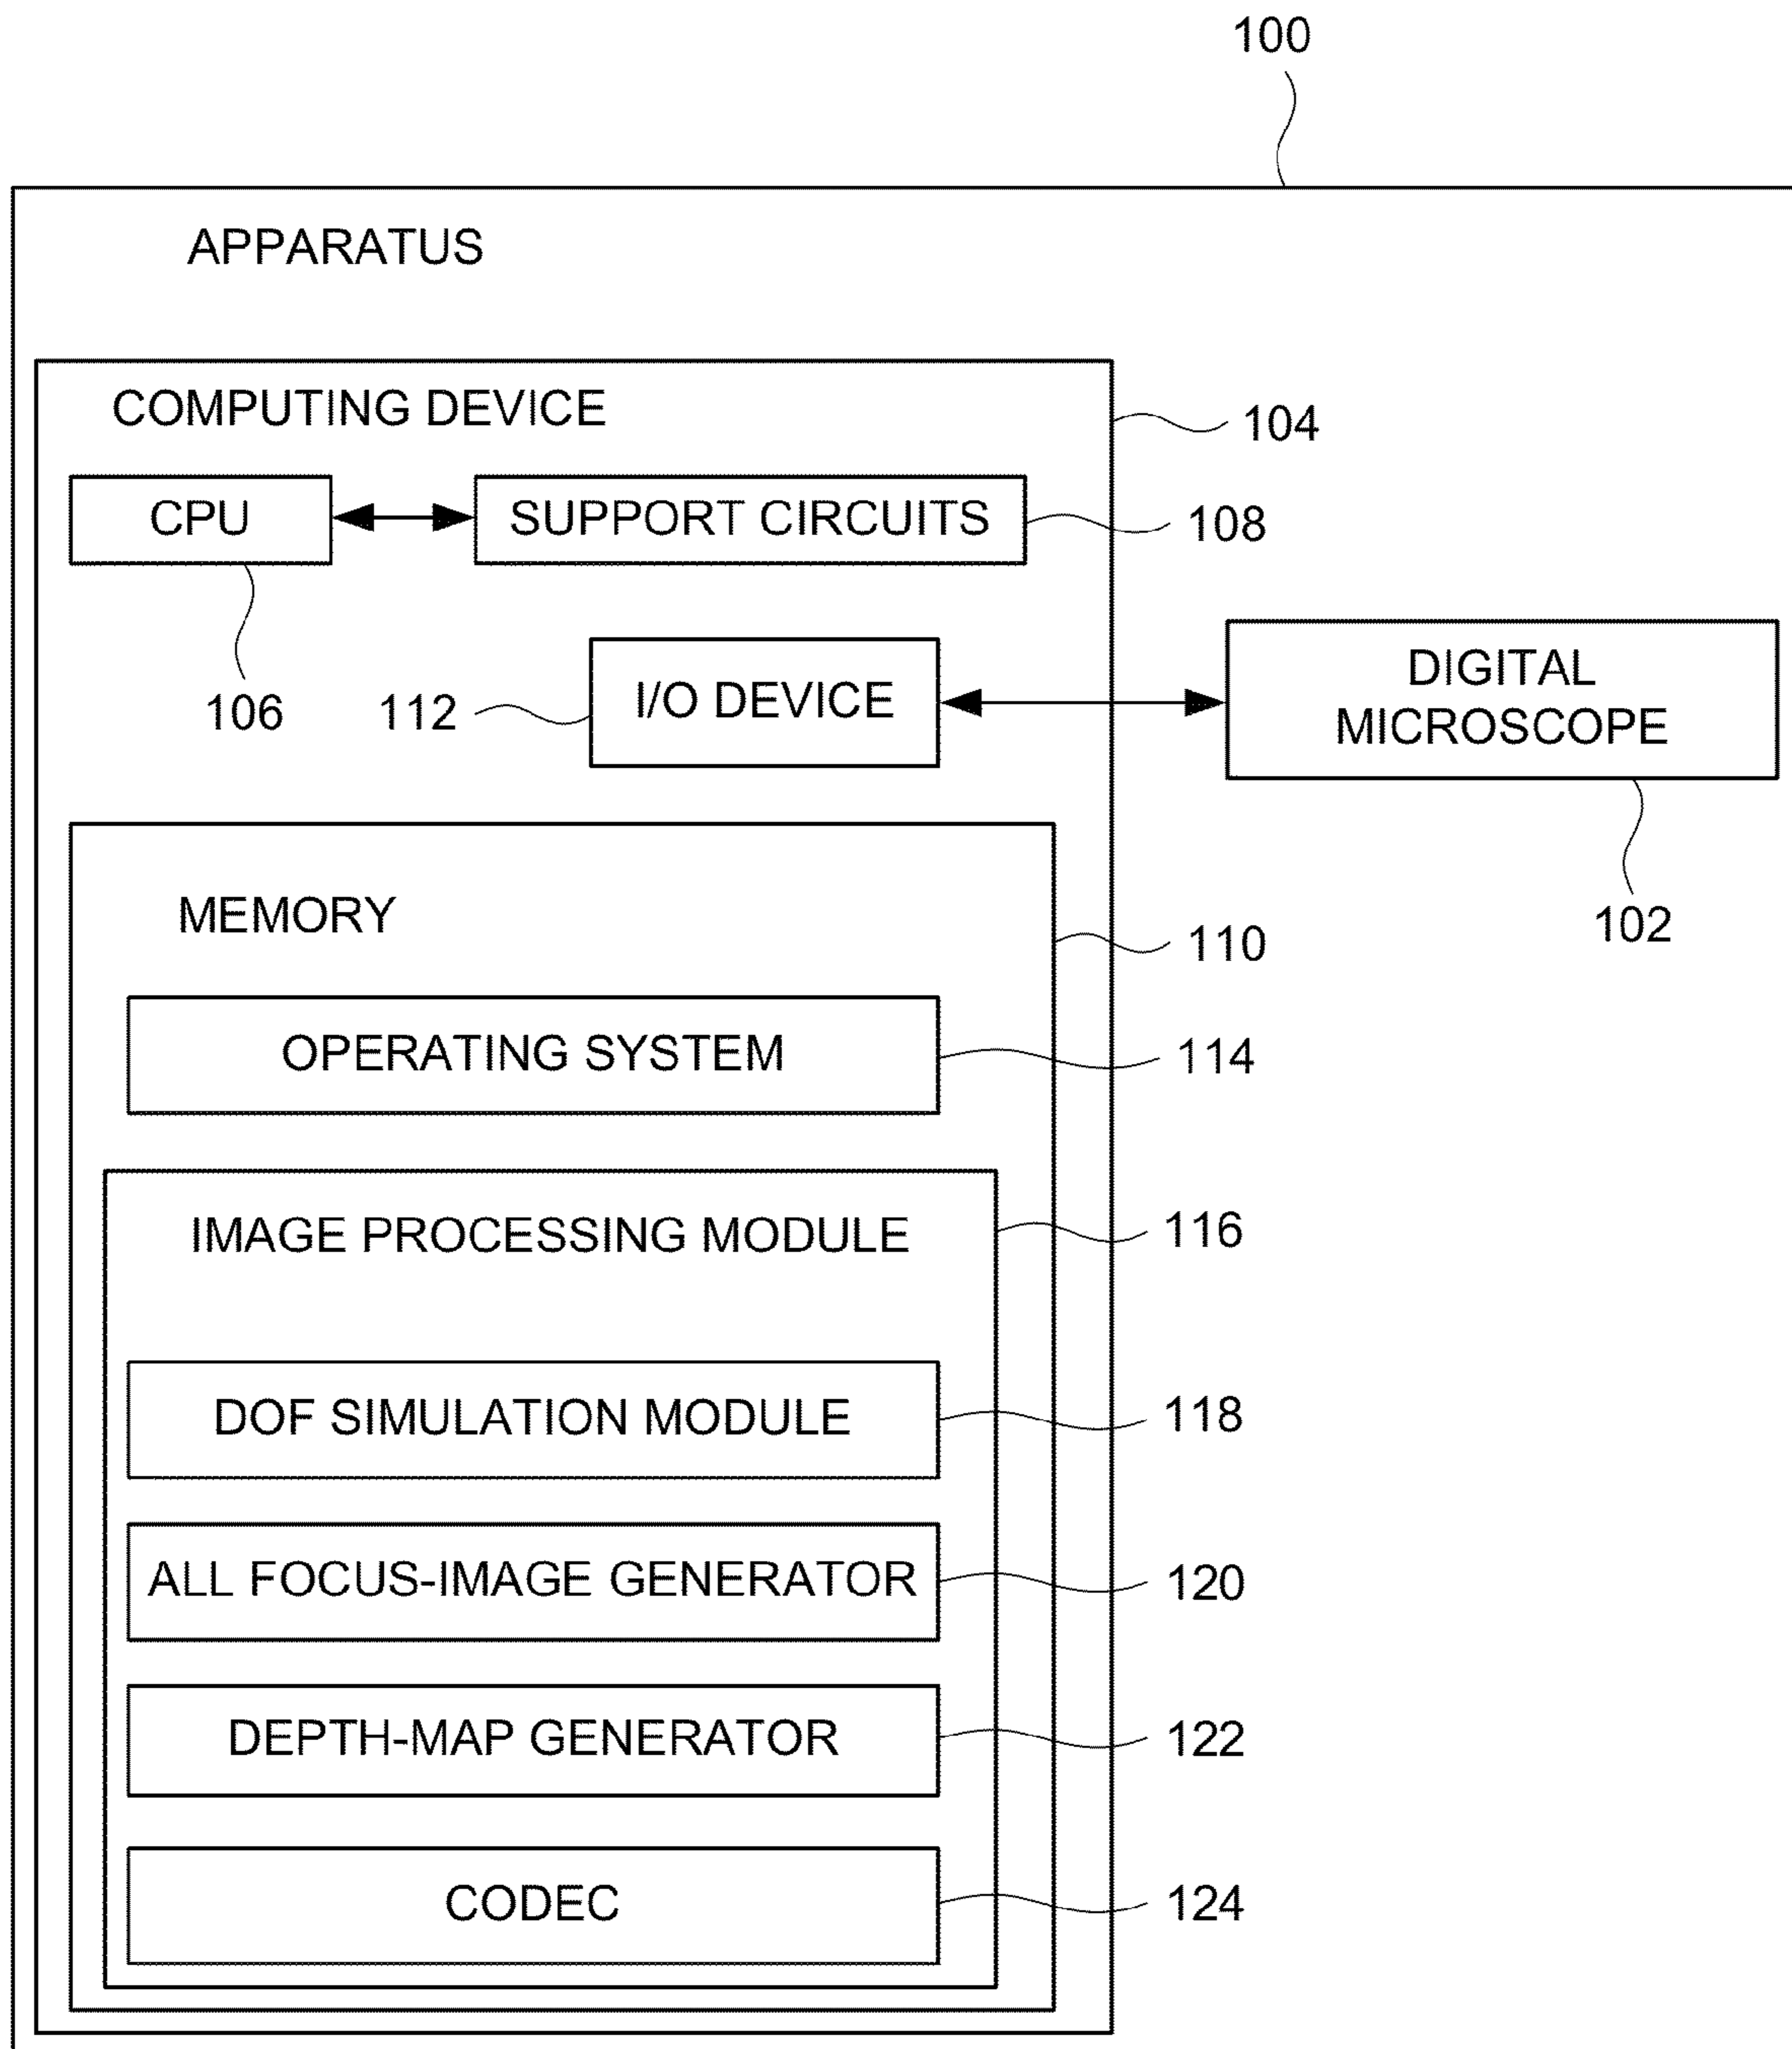 100
APPARATUS
COMPUTING DEVICE
104
CPU
SUPPORT CIRCUITS
108
106
112
I/O DEVICE
DIGITAL
MICROSCOPE
102
MEMORY
110
OPERATING SYSTEM
114
IMAGE PROCESSING MODULE
116
DOF SIMULATION MODULE
118
ALL FOCUS-IMAGE GENERATOR
120
DEPTH-MAP GENERATOR
122
CODEC
124